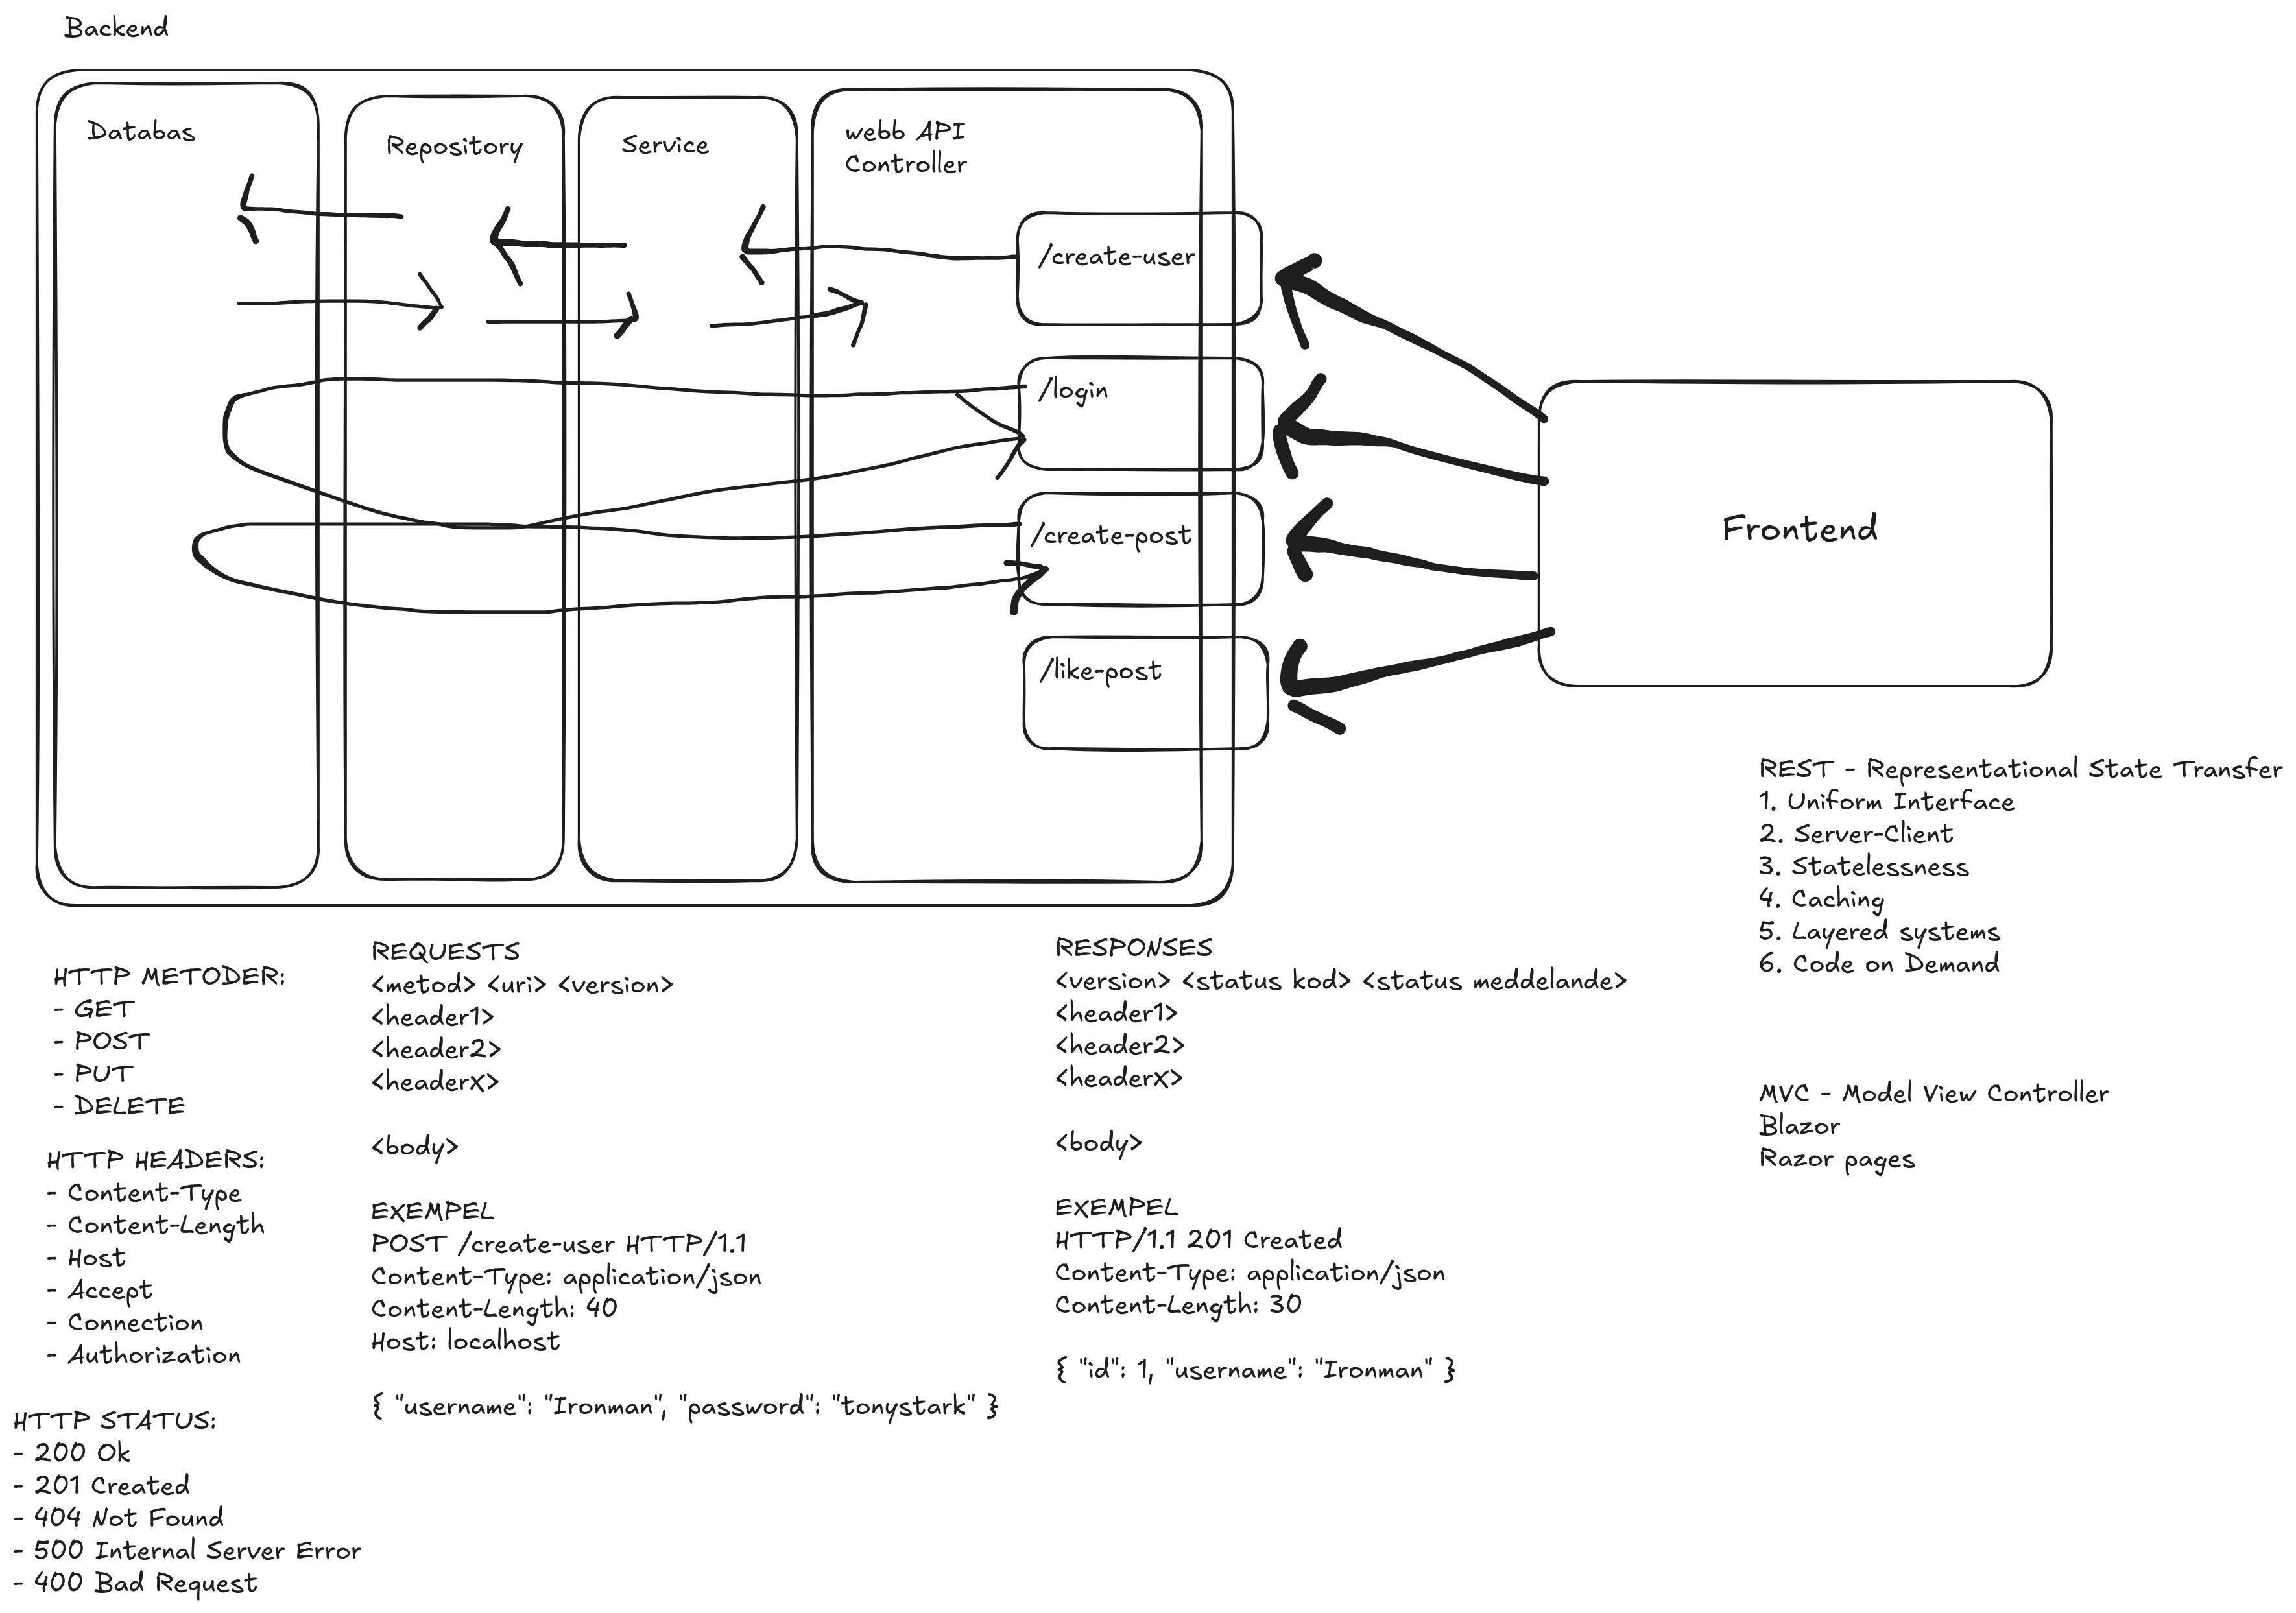 Backend
Databas
Repository
Service
webb API
Controller
/create-user
/login
/create-post
/like-post
Frontend
REST - Representational State Transfer
1. Uniform Interface
2. Server-Client
3. Statelessness
4. Caching
5. Layered systems
6. Code on Demand
MVC - Model View Controller
Blazor
Razor pages
HTTP METODER:
- GET
- POST
- PUT
- DELETE
HTTP HEADERS:
- Content-Type
- Content-Length
- Host
- Accept
- Connection
- Authorization
HTTP STATUS:
- 200 Ok
- 201 Created
- 404 Not Found
- 500 Internal Server Error
- 400 Bad Request
REQUESTS
<metod> <uri> <version>
<header1>
<header2>
<headerX>
<body>
EXEMPEL
POST /create-user HTTP/1.1
Content-Type: application/json
Content-Length: 40
Host: localhost
{ "username": "Ironman", "password": "tonystark" }
RESPONSES
<version> <status kod> <status meddelande>
<header1>
<header2>
<headerX>
<body>
EXEMPEL
HTTP/1.1 201 Created
Content-Type: application/json
Content-Length: 30
{ "id": 1, "username": "Ironman" }